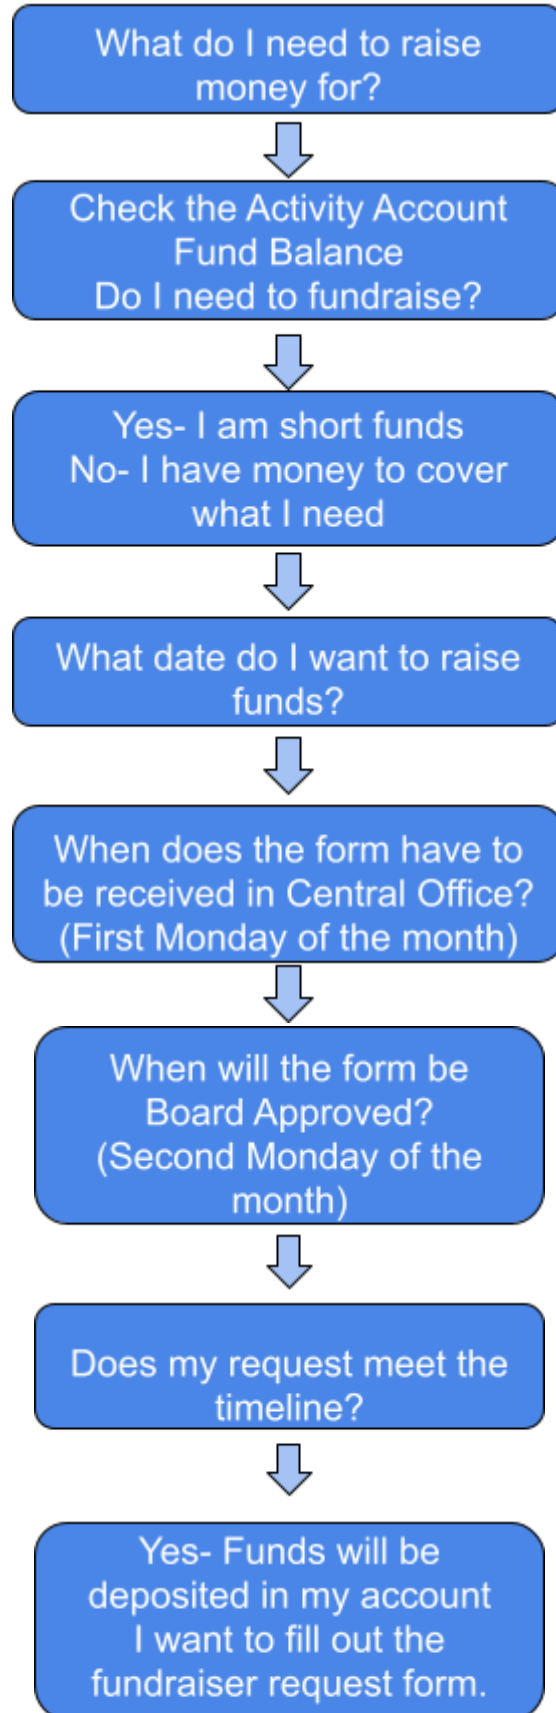 What do I need to raise
money for?
Check the Activity Account
Fund Balance
Do I need to fundraise?
Yes- I am short funds
No- I have money to cover
what I need
What date do I want to raise
funds?
When does the form have to
be received in Central Office?
(First Monday of the month)
When will the form be
Board Approved?
(Second Monday of the
month)
Does my request meet the
timeline?
Yes- Funds will be
deposited in my account
I want to fill out the
fundraiser request form.